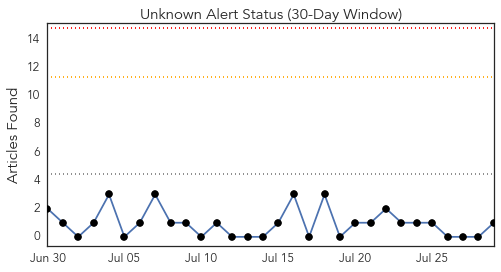 Unknown Alert Status (30-Day Window)
Articles Found
14
12
10
8
6
4
2
0
Jun 30 Jul 05 Jul 10 Jul 15 Jul 20 Jul 25